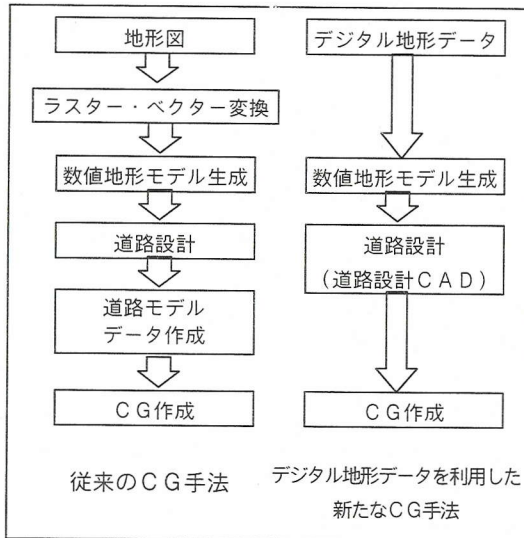 地形図
ラスター・ベクター変換
数値地形モデル生成
道路設計
道路モデル
データ作成
CG作成
従来のCG手法
デジタル地形データ
数値地形モデル生成
道路設計
(道路設計CAD)
CG作成
デジタル地形データを利用した
新たなCG手法